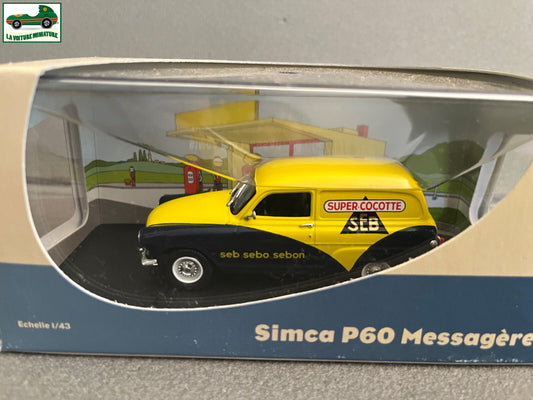 LA VOITURE MINIATURE
SUPER-COCOTTE
SEB
seb sebo sebon
Echelle 1/43
Simca P60 Messagère